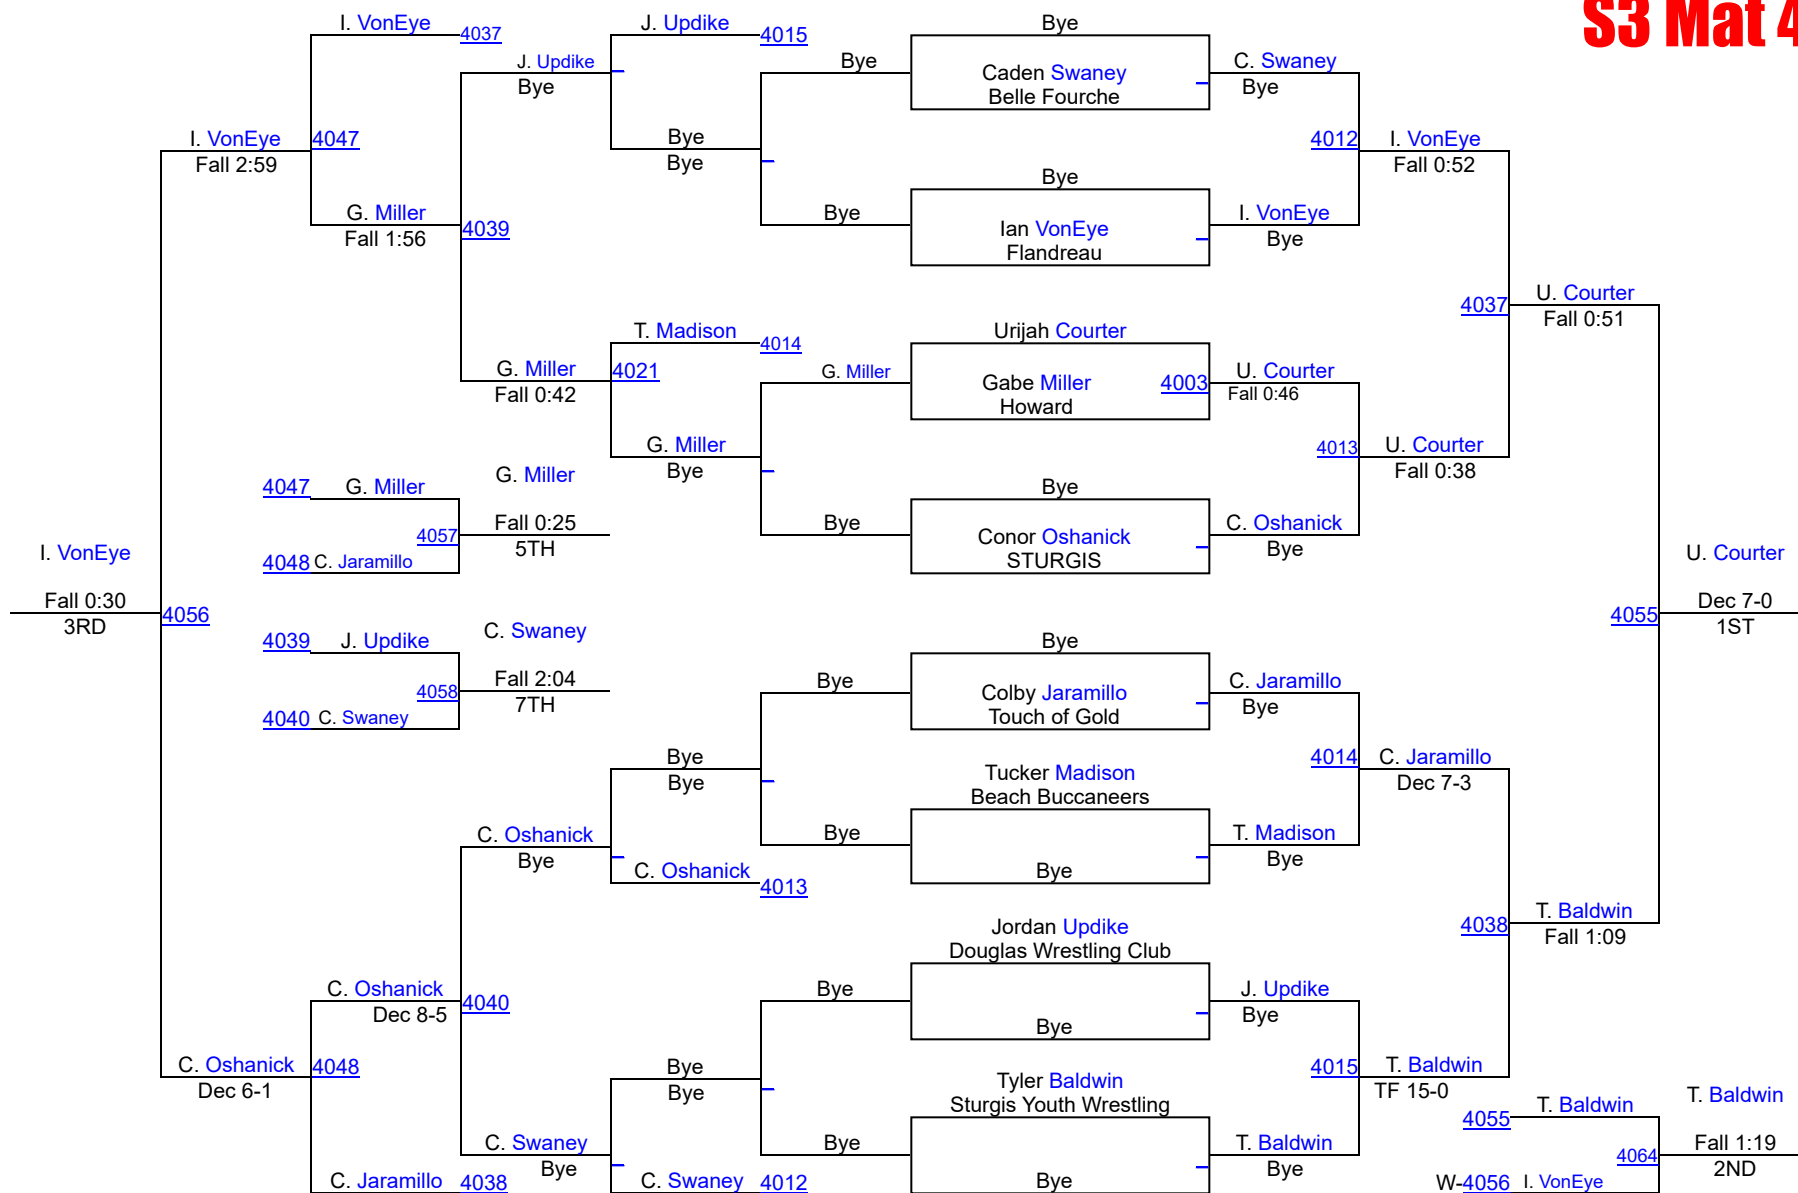 S3 Mat 4
I. VonEye
4037
J. Updike
4015
Bye
J. Updike
Bye
Bye
Caden Swaney
Belle Fourche
C. Swaney
Bye
I. VonEye
Fall 2:59
4047
Bye
Bye
4012
I. VonEye
Fall 0:52
Bye
G. Miller
Fall 1:56
4039
Bye
Ian VonEye
Flandreau
I. VonEye
Bye
4037
U. Courter
Fall 0:51
T. Madison
4014
Urijah Courter
G. Miller
Fall 0:42
4021
G. Miller
Gabe Miller
Howard
4003
U. Courter
Fall 0:46
G. Miller
Bye
4013
U. Courter
Fall 0:38
4047
G. Miller
G. Miller
Bye
4057
Fall 0:25
5TH
Bye
Conor Oshanick
STURGIS
C. Oshanick
Bye
4048
C. Jaramillo
I. VonEye
Fall 0:30
3RD
4056
U. Courter
4055
Dec 7-0
1ST
4039
J. Updike
C. Swaney
Bye
4058
Fall 2:04
7TH
4040
C. Swaney
Bye
Colby Jaramillo
Touch of Gold
C. Jaramillo
Bye
Bye
Bye
4014
C. Jaramillo
Dec 7-3
Tucker Madison
Beach Buccaneers
C. Oshanick
Bye
Bye
T. Madison
Bye
C. Oshanick
4013
Bye
Jordan Updike
Douglas Wrestling Club
4038
T. Baldwin
Fall 1:09
C. Oshanick
Dec 8-5
4040
Bye
J. Updike
Bye
Bye
C. Oshanick
Dec 6-1
4048
Bye
Bye
4015
T. Baldwin
TF 15-0
Tyler Baldwin
Sturgis Youth Wrestling
4055
T. Baldwin
T. Baldwin
C. Swaney
Bye
Bye
T. Baldwin
Bye
4064
Fall 1:19
2ND
C. Jaramillo
4038
C. Swaney
4012
Bye
W-4056
I. VonEye